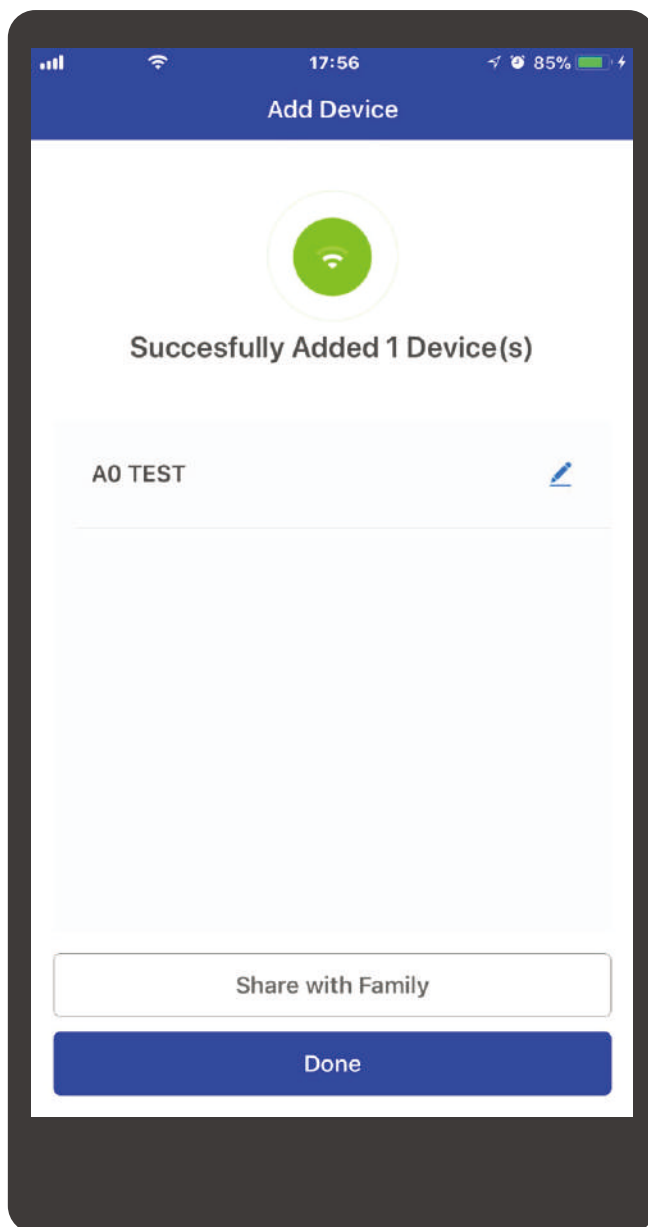 17:56
85%
Add Device
Succesfully Added 1 Device(s)
A0 TEST
Share with Family
Done